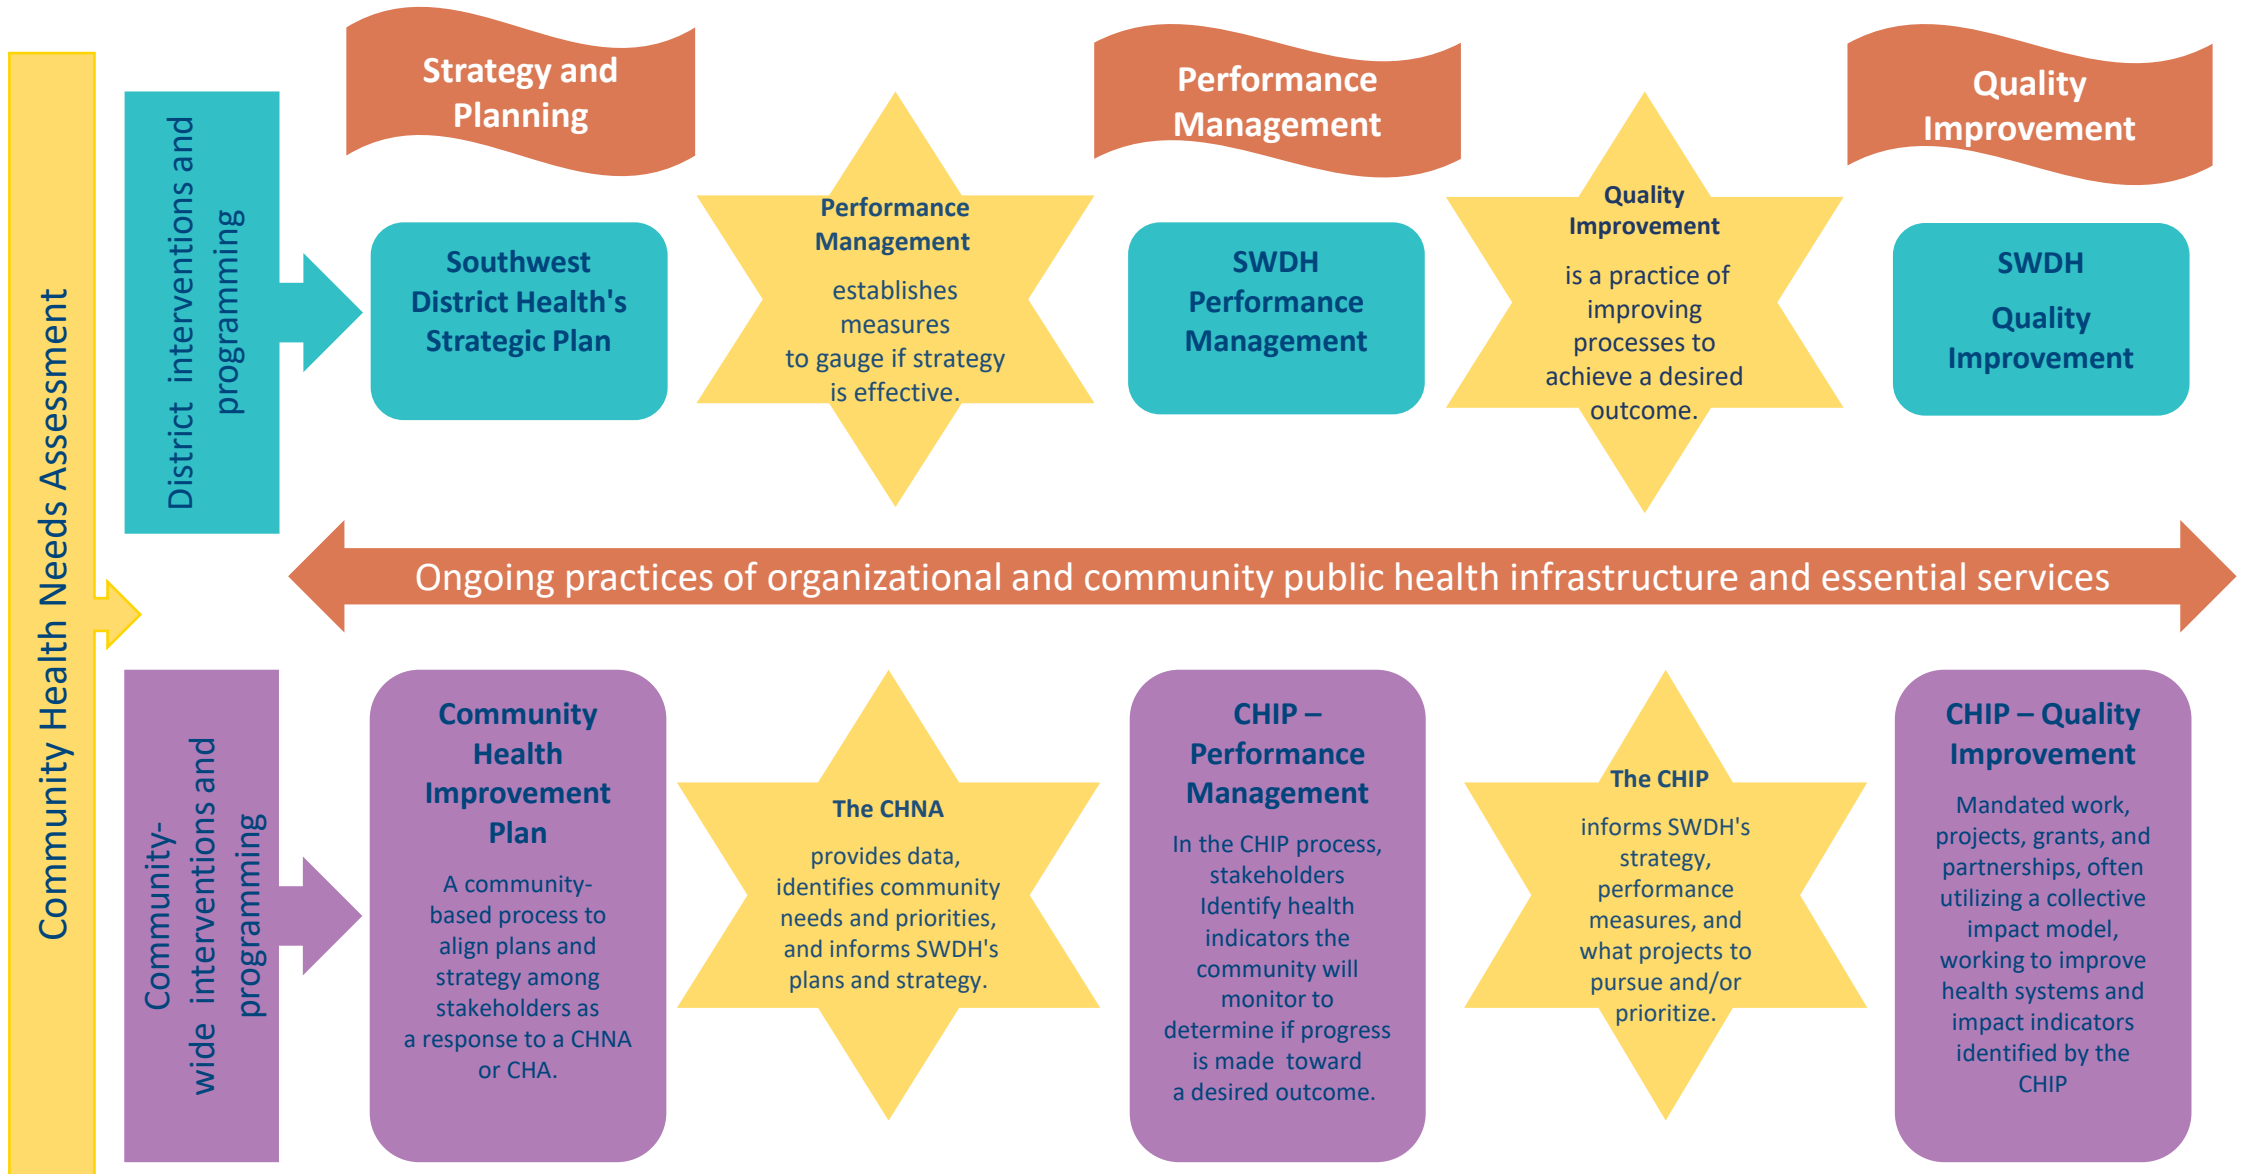 Community Health Needs Assessment
District interventions and
programming
Strategy and
Planning
Performance
Management
Quality
Improvement
Southwest
District Health's
Strategic Plan
Performance
Management
establishes
measures
to gauge if strategy
is effective.
SWDH
Performance
Management
Quality
Improvement
is a practice of
improving
processes to
achieve a desired
outcome.
SWDH
Quality
Improvement
Ongoing practices of organizational and community public health infrastructure and essential services
Community-
wide interventions and
programming
Community
Health
Improvement
Plan
A community-
based process to
align plans and
strategy among
stakeholders as
a response to a CHNA
or CHA.
The CHNA
provides data,
identifies community
needs and priorities,
and informs SWDH's
plans and strategy.
CHIP –
Performance
Management
In the CHIP process,
stakeholders
Identify health
indicators the
community will
monitor to
determine if progress
is made toward
a desired outcome.
The CHIP
informs SWDH's
strategy,
performance
measures, and
what projects to
pursue and/or
prioritize.
CHIP – Quality
Improvement
Mandated work,
projects, grants, and
partnerships, often
utilizing a collective
impact model,
working to improve
health systems and
impact indicators
identified by the
CHIP